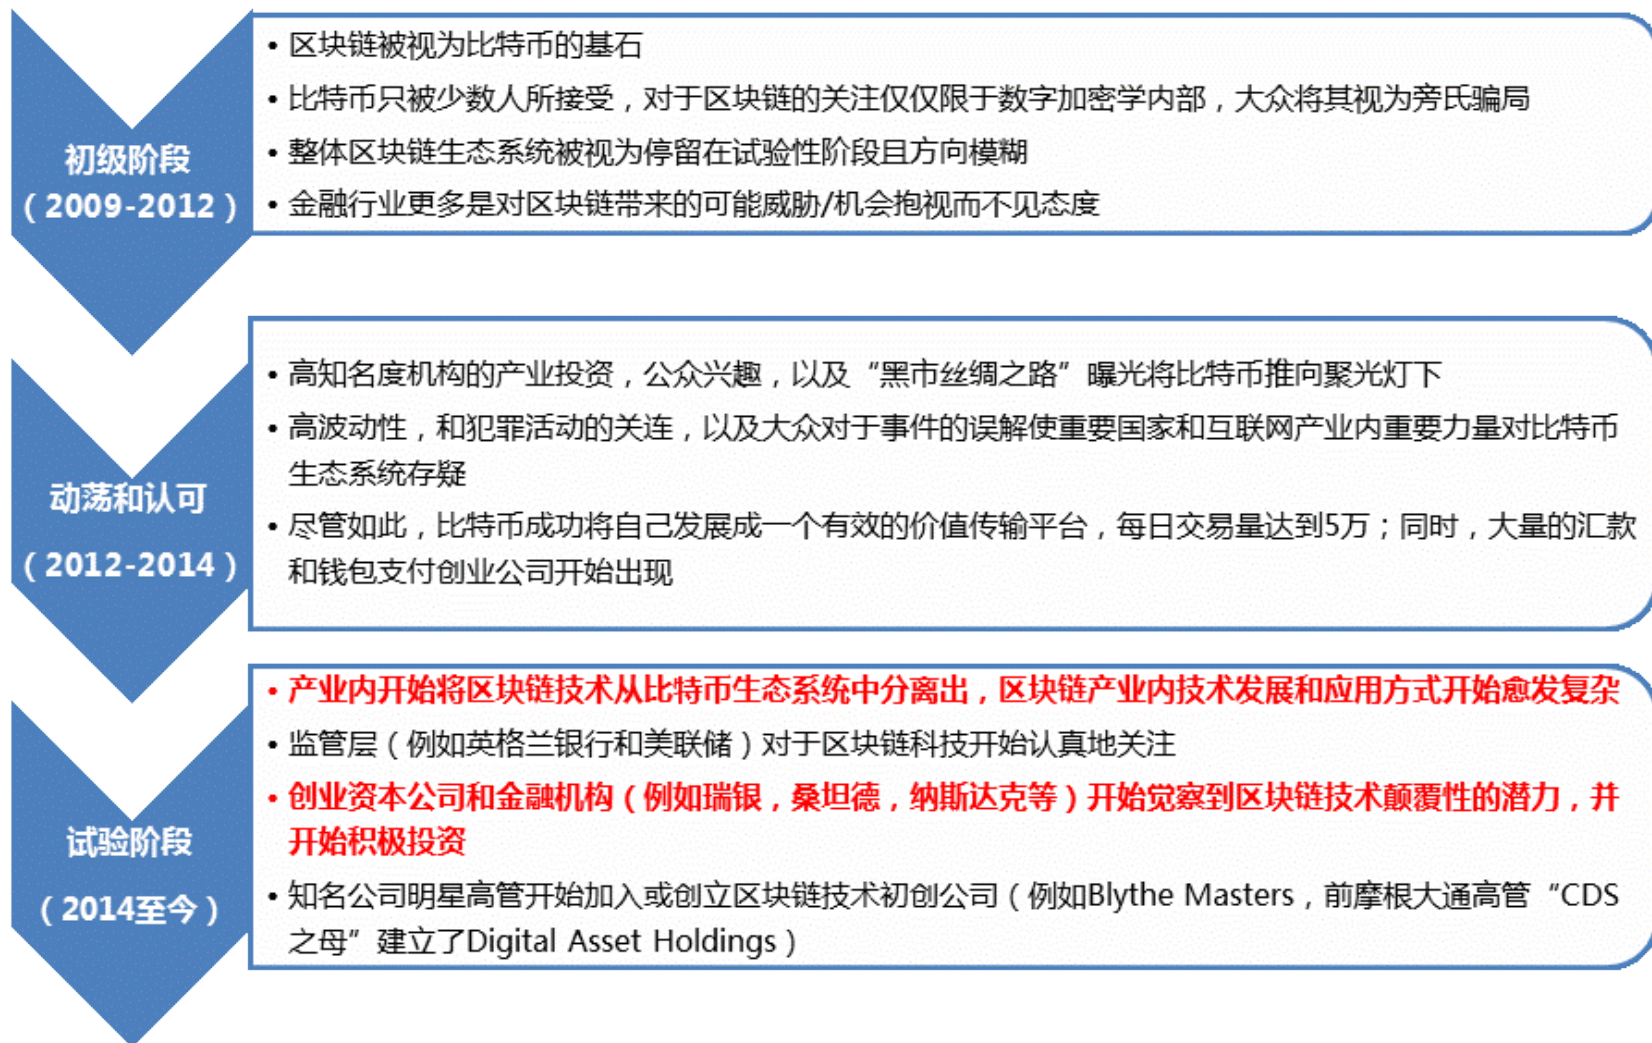 初级阶段
（2009-2012）
• 区块链被视为比特币的基石
• 比特币只被少数人所接受，对于区块链的关注仅仅限于数字加密学内部，大众将其视为旁氏骗局
• 整体区块链生态系统被视为停留在试验性阶段且方向模糊
• 金融行业更多是对区块链带来的可能威胁/机会抱视而不见态度
动荡和认可
（2012-2014）
• 高知名度机构的产业投资，公众兴趣，以及“黑市丝绸之路”曝光将比特币推向聚光灯下
• 高波动性，和犯罪活动的关连，以及大众对于事件的误解使重要国家和互联网产业内重要力量对比特币
生态系统存疑
• 尽管如此，比特币成功将自己发展成一个有效的价值传输平台，每日交易量达到5万；同时，大量的汇款
和钱包支付创业公司开始出现
试验阶段
（2014至今）
• 产业内开始将区块链技术从比特币生态系统中分离出，区块链产业内技术发展和应用方式开始愈发复杂
• 监管层（例如英格兰银行和美联储）对于区块链科技开始认真地关注
• 创业资本公司和金融机构（例如瑞银，桑坦德，纳斯达克等）开始觉察到区块链技术颠覆性的潜力，并
开始积极投资
• 知名公司明星高管开始加入或创立区块链技术初创公司（例如Blythe Masters，前摩根大通高管“CDS
之母”建立了Digital Asset Holdings）